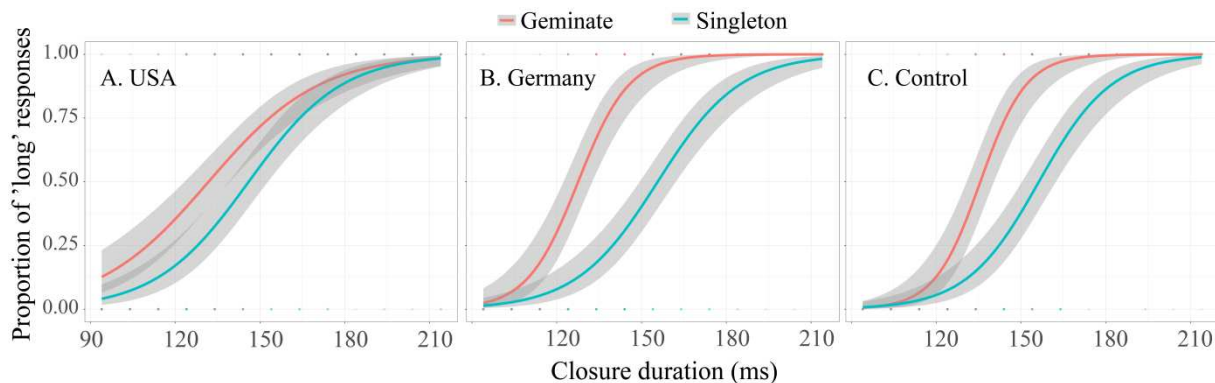 Geminate Singleton
Proportion of 'long' responses
1.00
0.75
0.50
0.25
0.00
A. USA
B. Germany
C. Control
90 120 150 180 210
120 150 180 210
120 150 180 210
Closure duration (ms)